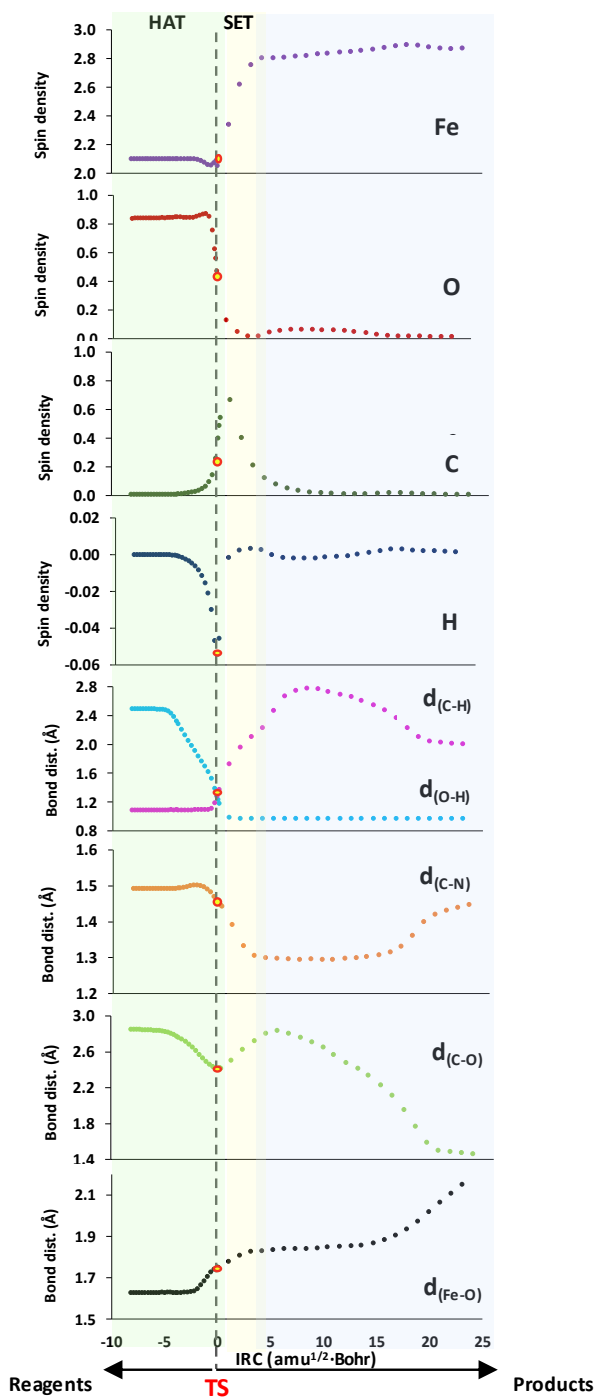 HAT SET
3.0
2.8
2.6
2.4
2.2
2.0
Spin density
Fe
1.0
0.8
0.6
0.4
0.2
0.0
Spin density
O
1.0
0.8
0.6
0.4
0.2
0.0
Spin density
C
0.02
0.00
-0.02
-0.04
-0.06
Spin density
H
2.8
2.4
2.0
1.6
1.2
0.8
Bond dist. (Å)
d(C-H)
d(O-H)
1.6
1.5
1.4
1.3
1.2
Bond dist. (Å)
d(C-N)
3.0
2.6
2.2
1.8
1.4
Bond dist. (Å)
d(C-O)
2.1
1.9
1.7
1.5
Bond dist. (Å)
d(Fe-O)
-10 -5 0 5 10 15 20 25
IRC (amu1/2·Bohr)
Reagents TS Products